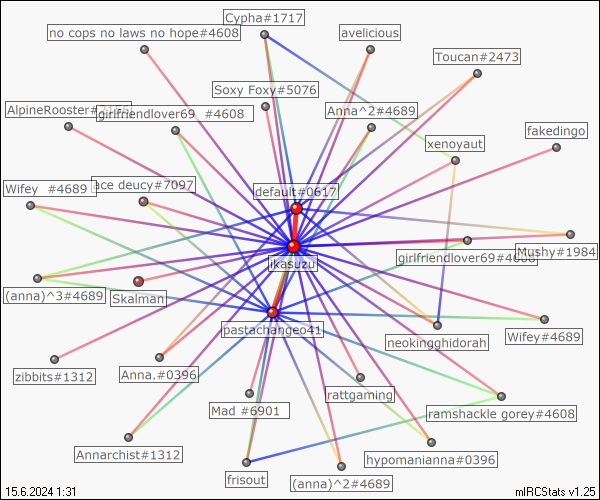 Cypha#1717
no cops no laws no hope#4608
avelicious
Toucan#2473
Soxy Foxy#5076
AlpineRooster#
girlfriendlover69 #4608
Anna^2#4689
fakedingo
xenoyaut
Wifey #4689
ace deucy#7097
default#0617
ikasuzu
girlfriendlover69#4608
Mushy#1984
(anna)^3#4689
Skalman
pastachangeo41
neokingghidorah
Wifey#4689
zibbits#1312
Anna.#0396
rattgaming
Mad #6901
ramshackle gorey#4608
Annarchist#1312
hypomanianna#0396
frisout
(anna)^2#4689
15.6.2024 1:31
mIRCStats v1.25